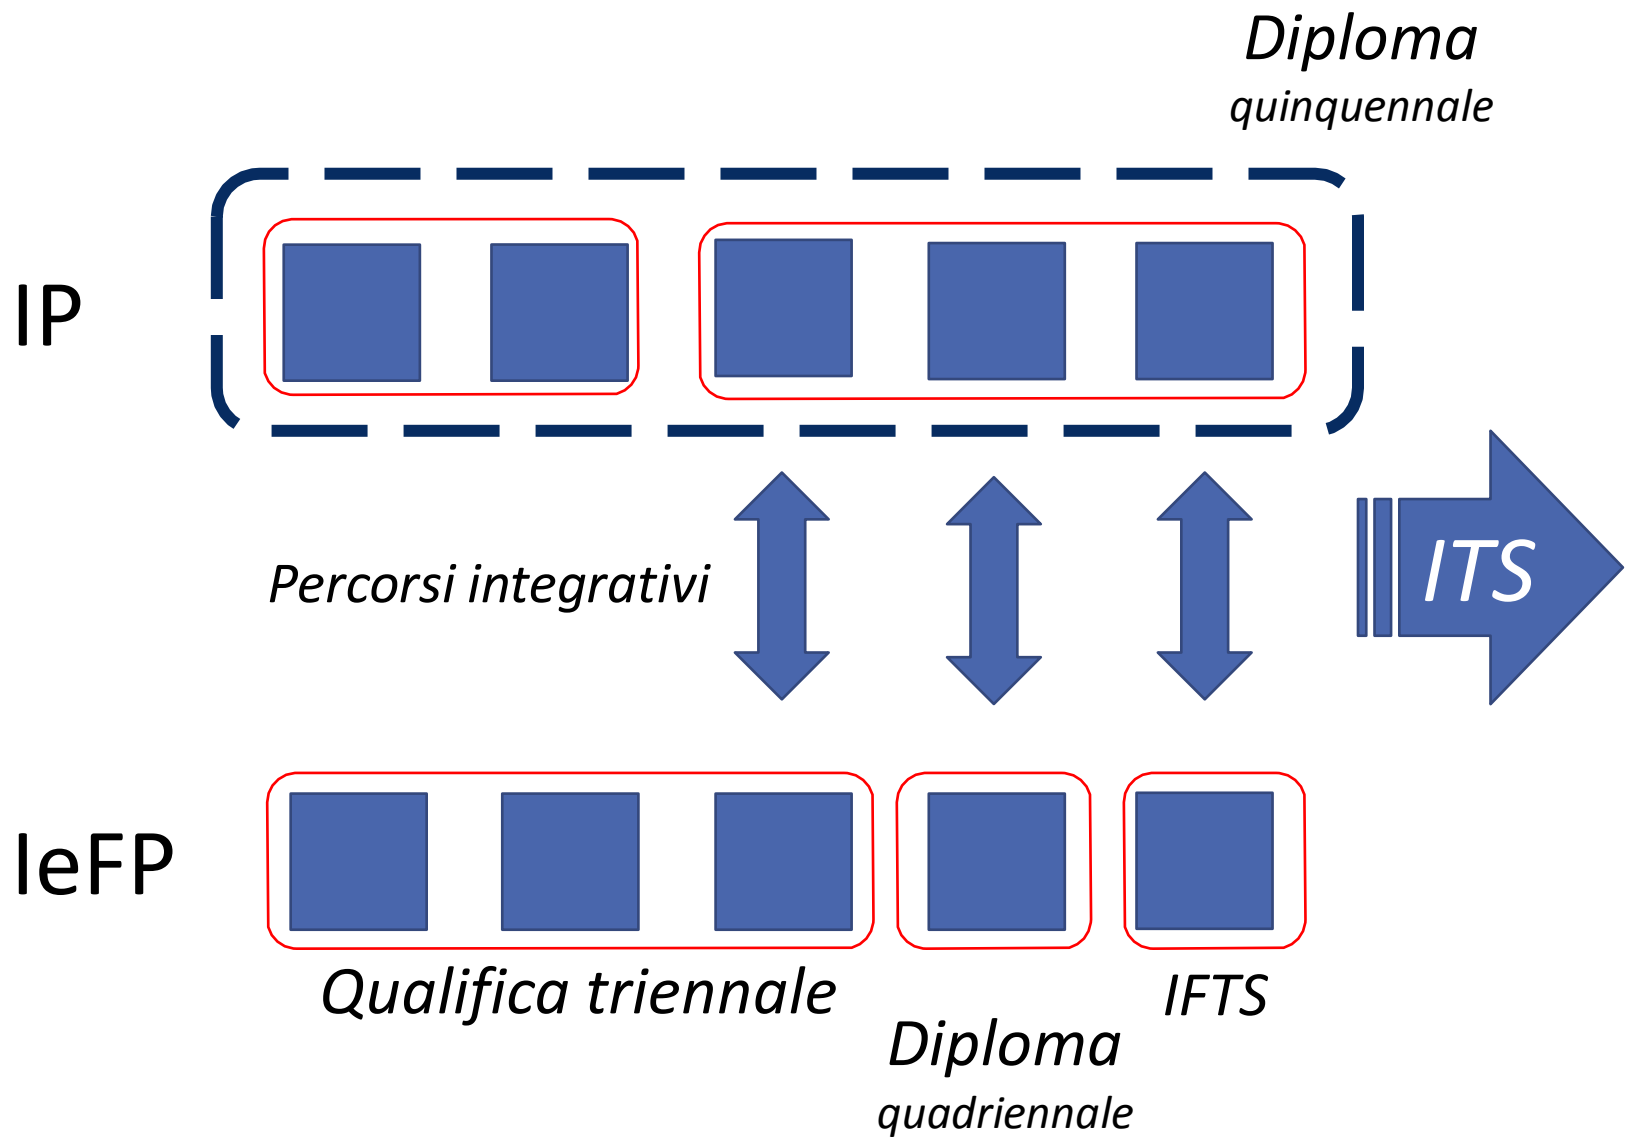 Diploma
quinquennale
IP
Percorsi integrativi
ITS
IeFP
Qualifica triennale
IFTS
Diploma
quadriennale